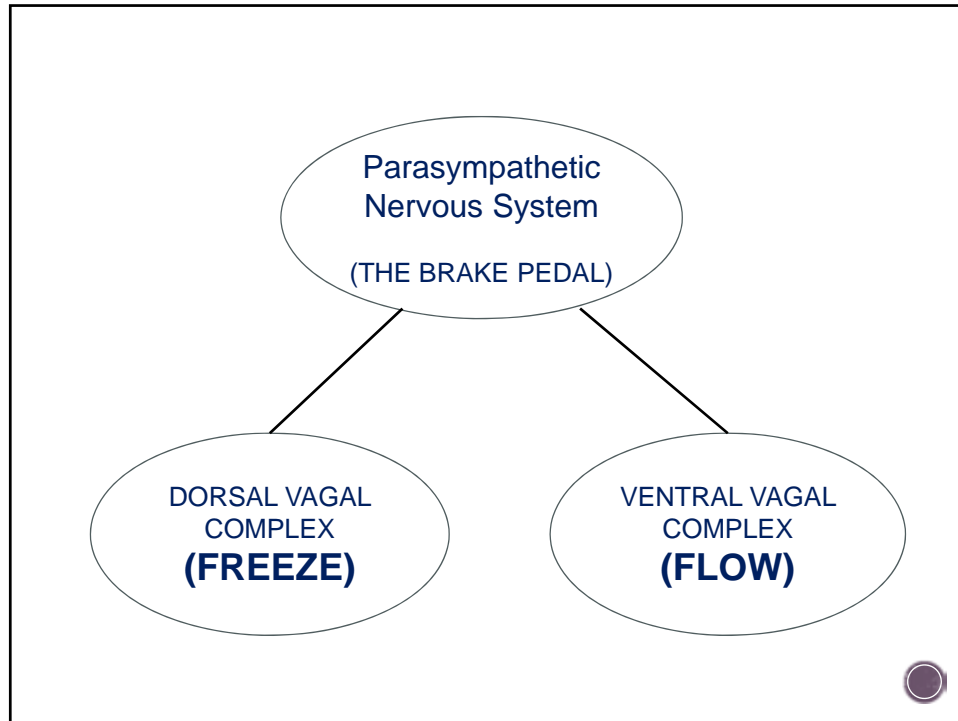 Parasympathetic
Nervous System
(THE BRAKE PEDAL)
DORSAL VAGAL
COMPLEX
(FREEZE)
VENTRAL VAGAL
COMPLEX
(FLOW)